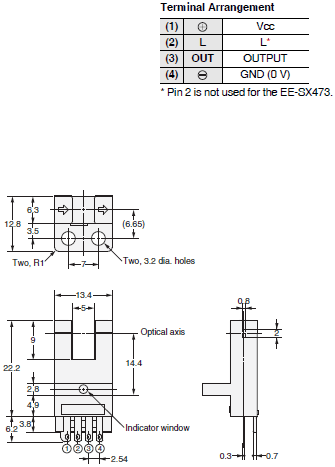 Terminal Arrangement
(1) ⊕ Vcc
(2) L L*
(3) OUT OUTPUT
(4) ⊖ GND (0 V)
* Pin 2 is not used for the EE-SX473.
12.8
6.3
3.5
(6.65)
7
Two, R1
Two, 3.2 dia. holes
13.4
5
Optical axis
9
22.2
14.4
2.8
4.9
6.2
3.8
Indicator window
① ② ③ ④
2.54
0.8
2
0.3
0.7